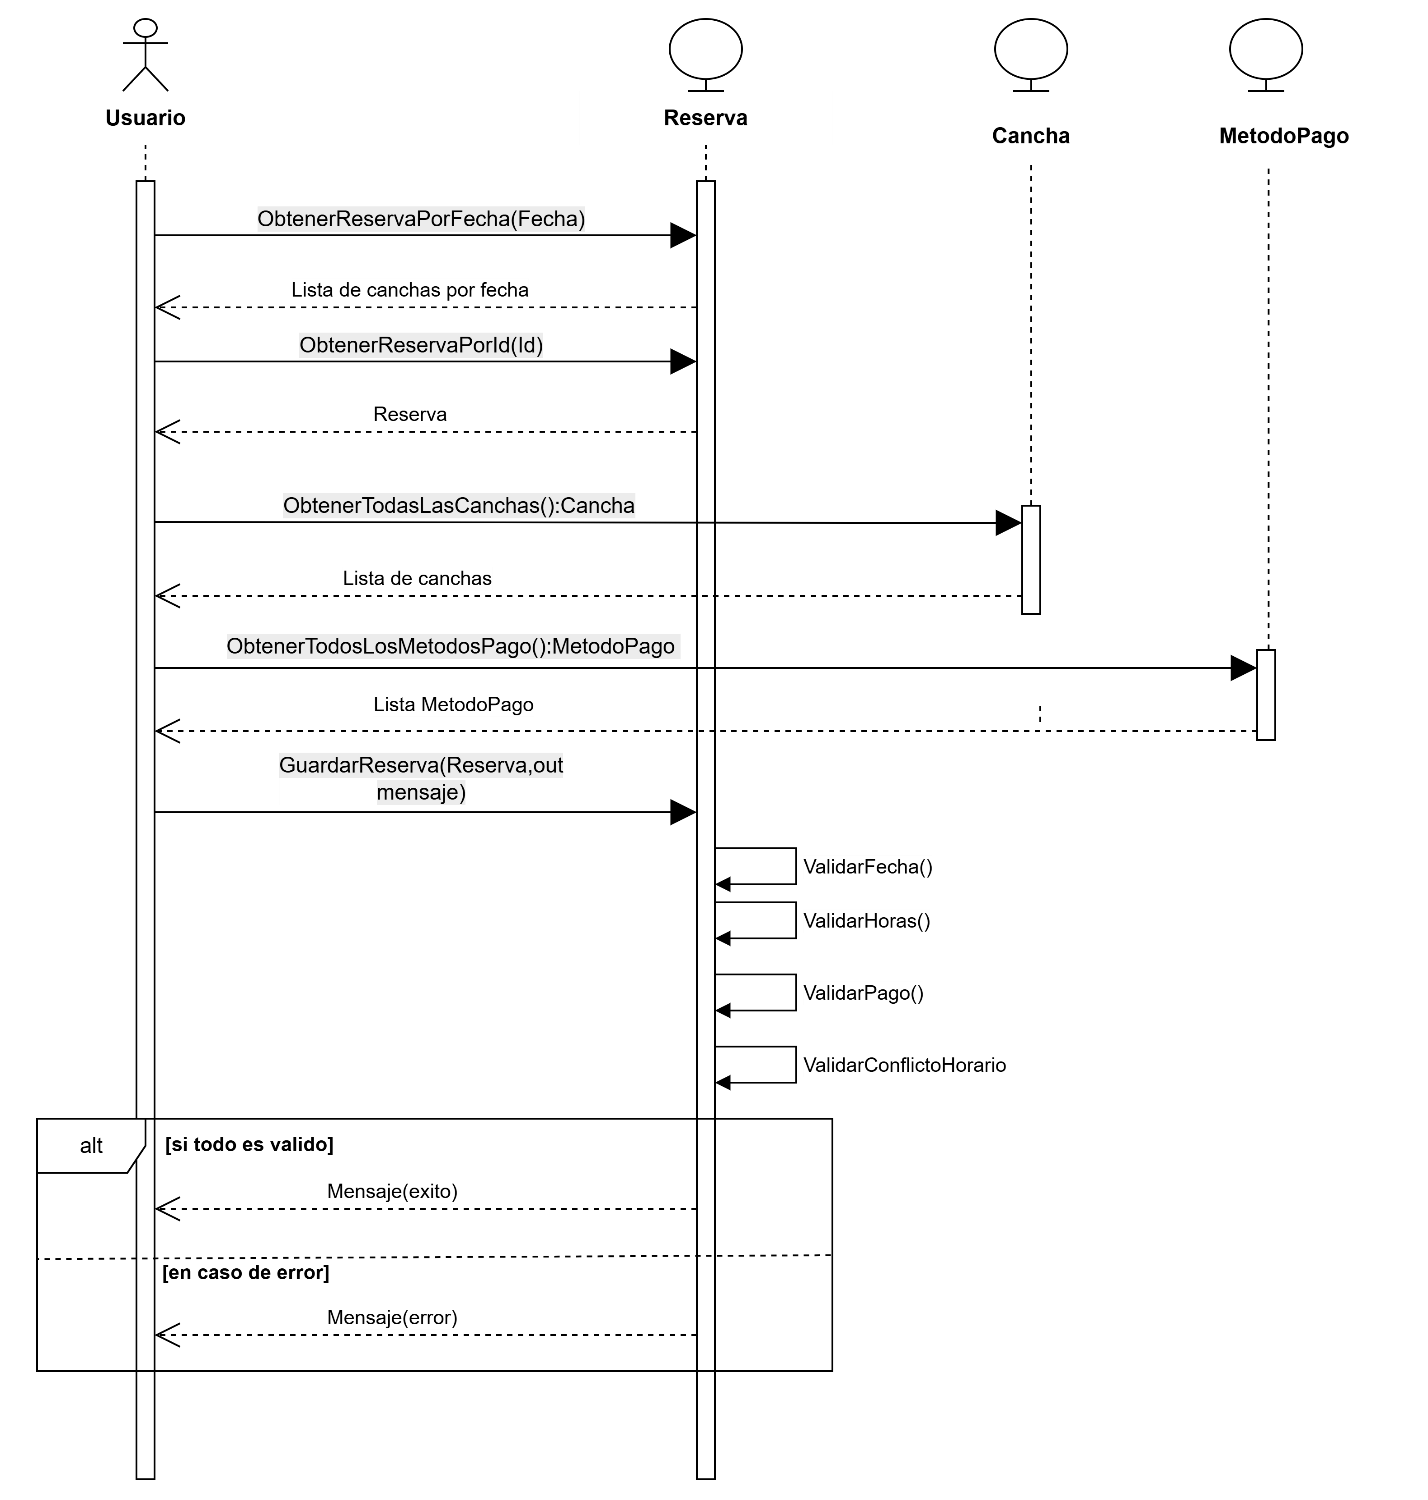 Usuario
Reserva
Cancha
MetodoPago
ObtenerReservaPorFecha(Fecha)
Lista de canchas por fecha
ObtenerReservaPorId(Id)
Reserva
ObtenerTodasLasCanchas():Cancha
Lista de canchas
ObtenerTodosLosMetodosPago():MetodoPago
Lista MetodoPago
GuardarReserva(Reserva,out
mensaje)
ValidarFecha()
ValidarHoras()
ValidarPago()
ValidarConflictoHorario
alt
[si todo es valido]
Mensaje(exito)
[en caso de error]
Mensaje(error)